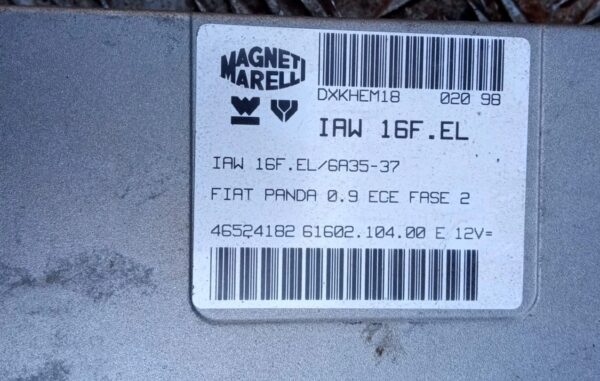 MAGNETI
MARELLI
DXKHEM18 020 98
IAW 16F.EL
IAW 16F.EL/6A35-37
FIAT PANDA 0.9 ECE FASE 2
46524182 61602.104.00 E 12V=